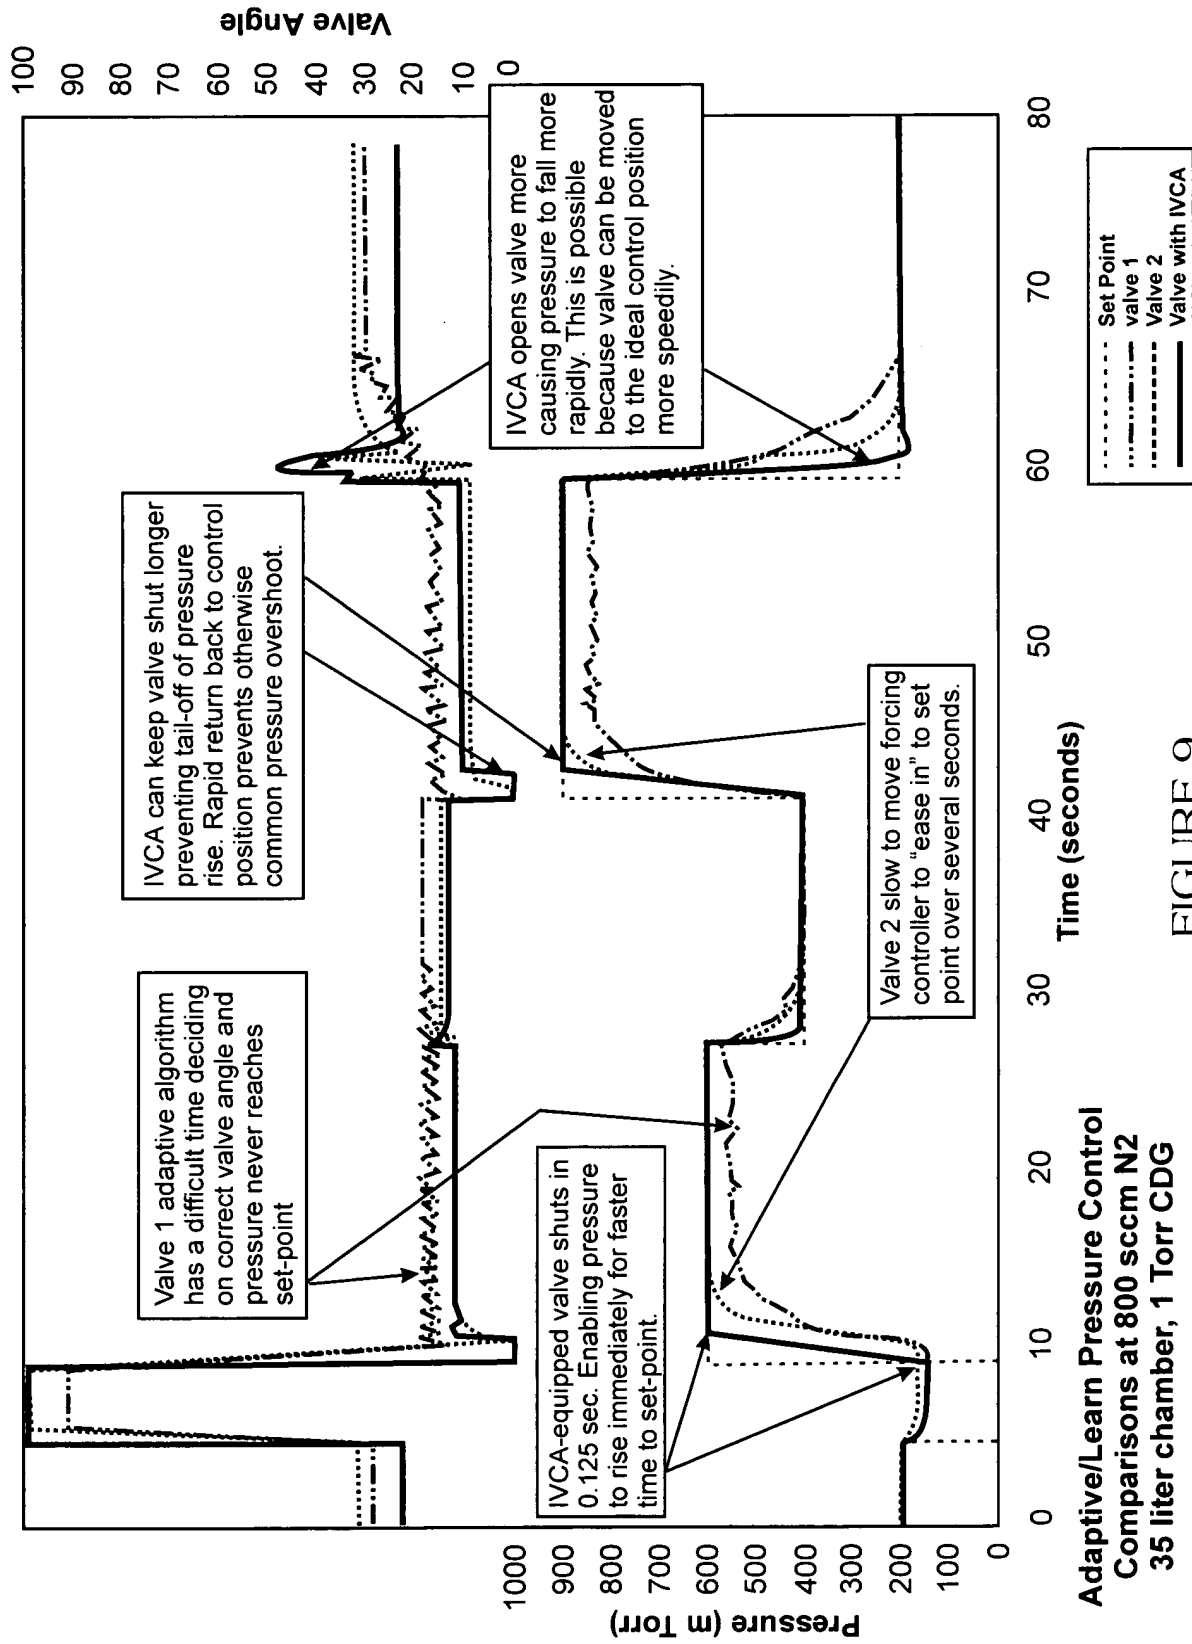 Valve Angle
100
90
80
70
60
50
40
30
20
10
0
IVCA can keep valve shut longer
preventing tail-off of pressure
rise. Rapid return back to control
position prevents otherwise
common pressure overshoot.
Valve 1 adaptive algorithm
has a difficult time deciding
on correct valve angle and
pressure never reaches
set-point
IVCA opens valve more
causing pressure to fall more
rapidly. This is possible
because valve can be moved
to the ideal control position
more speedily.
IVCA-equipped valve shuts in
0.125 sec. Enabling pressure
to rise immediately for faster
time to set-point.
Valve 2 slow to move forcing
controller to "ease in" to set
point over several seconds.
Pressure (m Torr)
1000
900
800
700
600
500
400
300
200
100
0
0
10
20
30
40
50
60
70
80
Time (seconds)
Set Point
valve 1
Valve 2
Valve with IVCA
Adaptive/Learn Pressure Control
Comparisons at 800 sccm N2
35 liter chamber, 1 Torr CDG
FIGURE 9